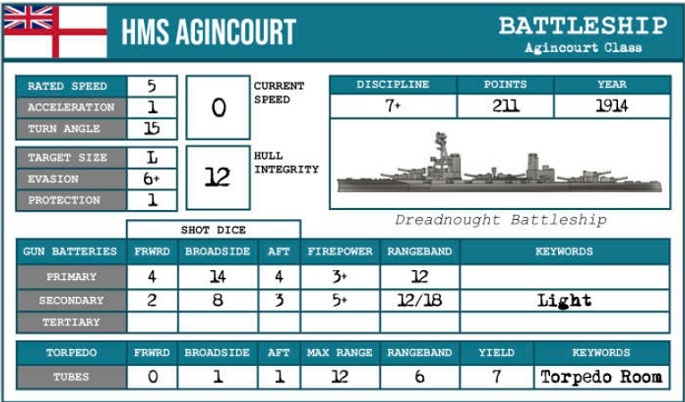 HMS AGINCOURT
BATTLESHIP
Agincourt Class
RATED SPEED 5
ACCELERATION 1
TURN ANGLE 15
0 CURRENT SPEED
TARGET SIZE L
EVASION 6+
PROTECTION 1
12 HULL INTEGRITY
DISCIPLINE POINTS YEAR
7+ 211 1914
Dreadnought Battleship
SHOT DICE
GUN BATTERIES FRWRD BROADSIDE AFT FIREPOWER RANGEBAND KEYWORDS
PRIMARY 4 14 4 3+ 12
SECONDARY 2 8 3 5+ 12/18 Light
TERTIARY
TORPEDO FRWRD BROADSIDE AFT MAX RANGE RANGEBAND YIELD KEYWORDS
TUBES 0 1 1 12 6 7 Torpedo Room